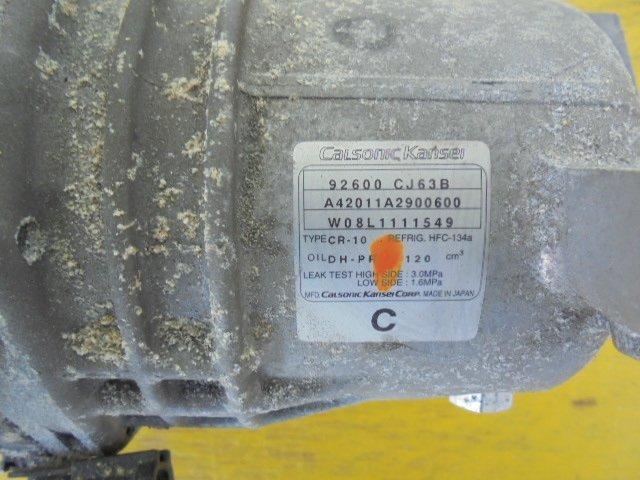 Calsonic Kansei
92600 CJ63B
A42011A2900600
W08L1111549
TYPE CR-10 REFRIG. HFC-134a
OIL DH-PR 120 cm³
LEAK TEST HIGH SIDE : 3.0MPa
LOW SIDE : 1.6MPa
MFD. Calsonic Kansei Corp. MADE IN JAPAN
C